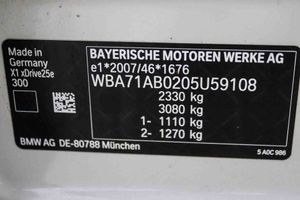 Made in
Germany
X1 xDrive25e
300
BAYERISCHE MOTOREN WERKE AG
e1*2007/46*1676
WBA71AB0205U59108
2330 kg
3080 kg
1- 1110 kg
2- 1270 kg
BMW AG DE-80788 München
5 A0C 986